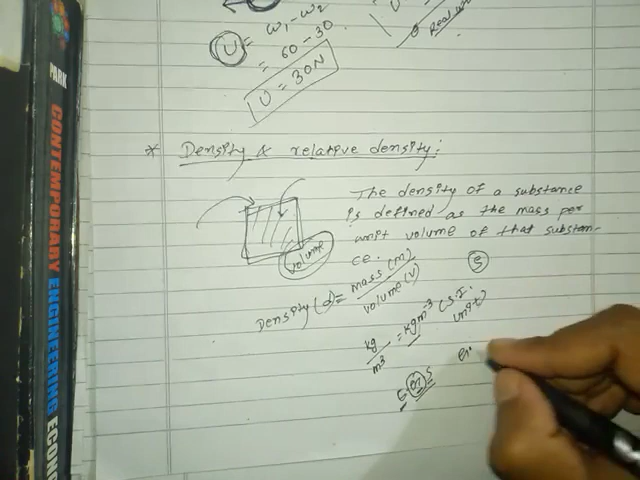 U = w₁-w₂
= 60-30
U = 30N
Real w
PARK
CONTEMPORARY ENGINEERING ECONO
* Density & relative density:
The density of a substance
is defined as the mass per
unit volume of that substan-
ce.
volume
Density (d) = mass (m)
volume (v)
S
kg
m³
= kgm⁻³ (S.I. unit)